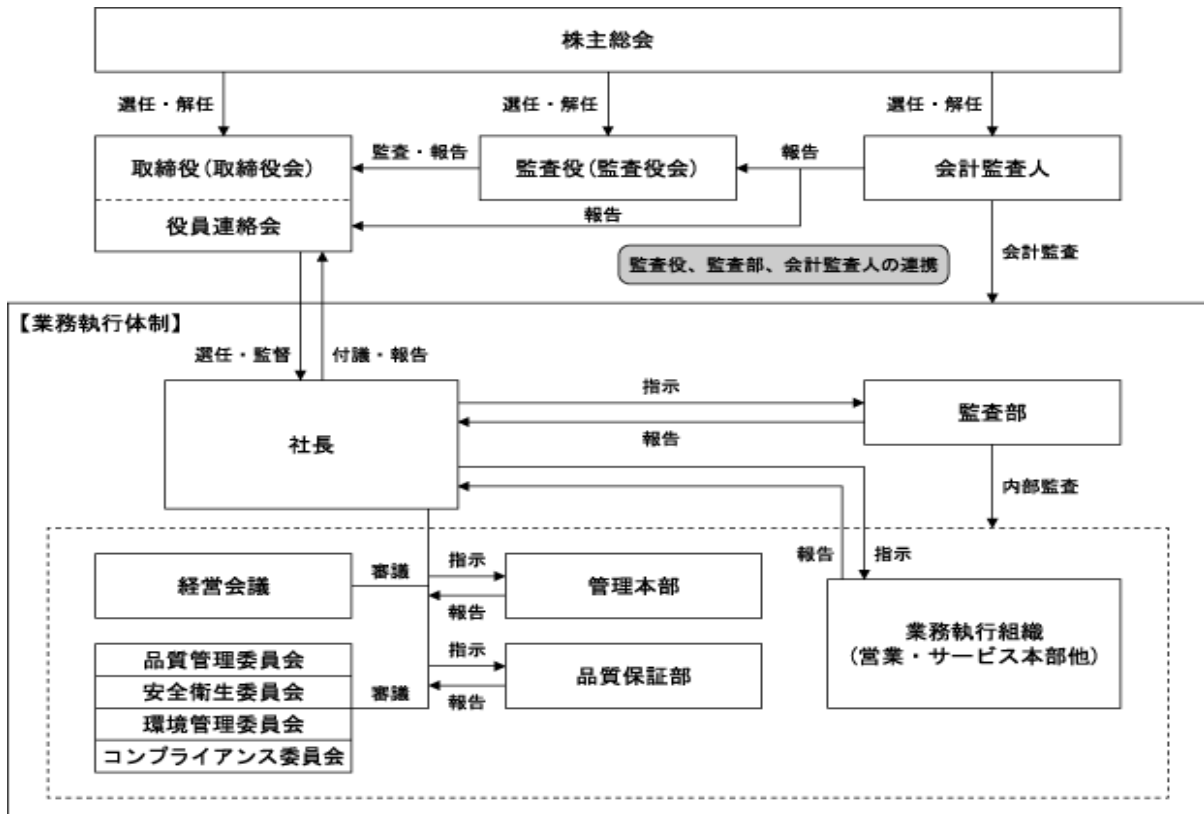 株主総会
選任・解任
選任・解任
選任・解任
取締役(取締役会)
監査・報告
監査役(監査役会)
報告
会計監査人
役員連絡会
報告
監査役、監査部、会計監査人の連携
会計監査
【業務執行体制】
選任・監督
付議・報告
社長
指示
報告
監査部
内部監査
報告
指示
経営会議
審議
指示
報告
管理本部
業務執行組織
(営業・サービス本部他)
品質管理委員会
安全衛生委員会
環境管理委員会
コンプライアンス委員会
審議
指示
報告
品質保証部